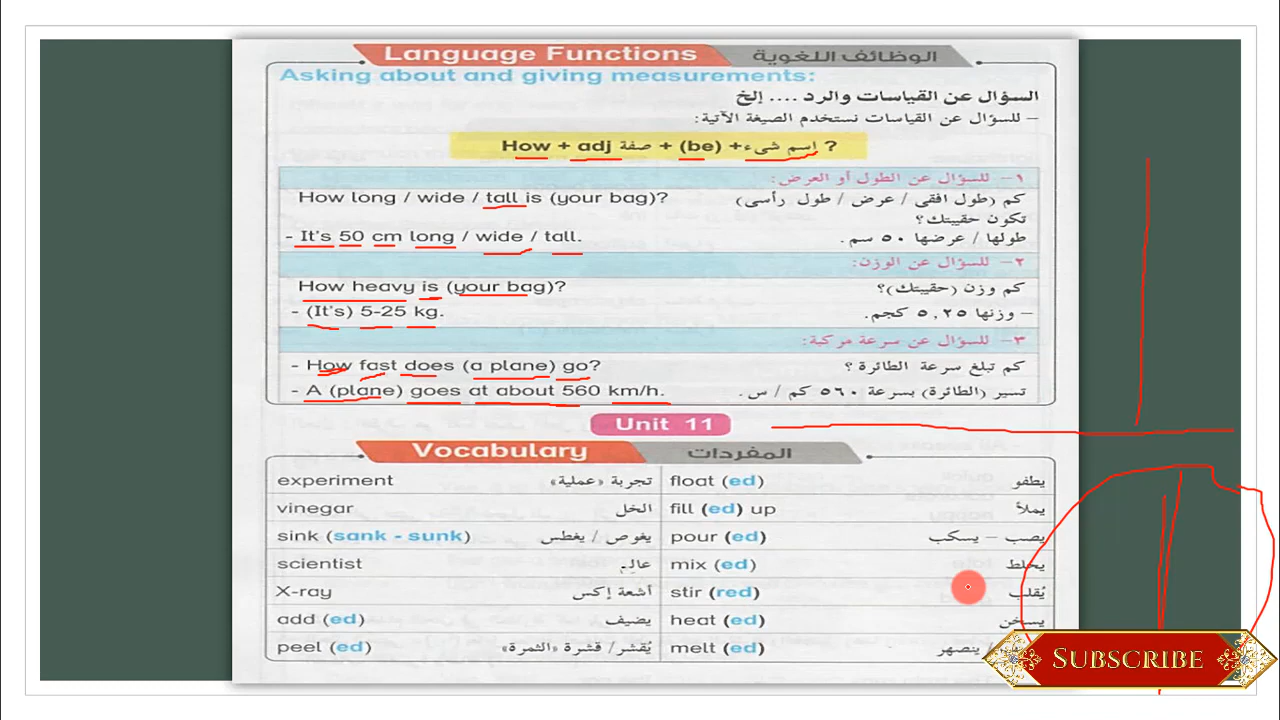 Language Functions الوظائف اللغوية
Asking about and giving measurements:
السؤال عن القياسات والرد .... إلخ
– للسؤال عن القياسات نستخدم الصيغة الآتية:
How + adj صفة + (be) + إسم شىء ?
١– للسؤال عن الطول أو العرض:
How long / wide / tall is (your bag)? كم (طول افقى / عرض / طول رأسى)
تكون حقيبتك؟
- It's 50 cm long / wide / tall. طولها / عرضها ٥٠ سم.
٢– للسؤال عن الوزن:
How heavy is (your bag)? كم وزن (حقيبتك)؟
- (It's) 5-25 kg. – وزنها ٥,٢٥ كجم.
٣– للسؤال عن سرعة مركبة:
- How fast does (a plane) go? كم تبلغ سرعة الطائرة ؟
- A (plane) goes at about 560 km/h. تسير (الطائرة) بسرعة ٥٦٠ كم / س.
Unit 11
Vocabulary المفردات
experiment تجربة «عملية» float (ed) يطفو
vinegar الخل fill (ed) up يملأ
sink (sank - sunk) يغوص / يغطس pour (ed) يصب – يسكب
scientist عالِم mix (ed) يخلط
X-ray أشعة إكس stir (red) يُقلب
add (ed) يضيف heat (ed) يسخن
peel (ed) يُقشر/ قشرة «الثمرة» melt (ed) / ينصهر
SUBSCRIBE